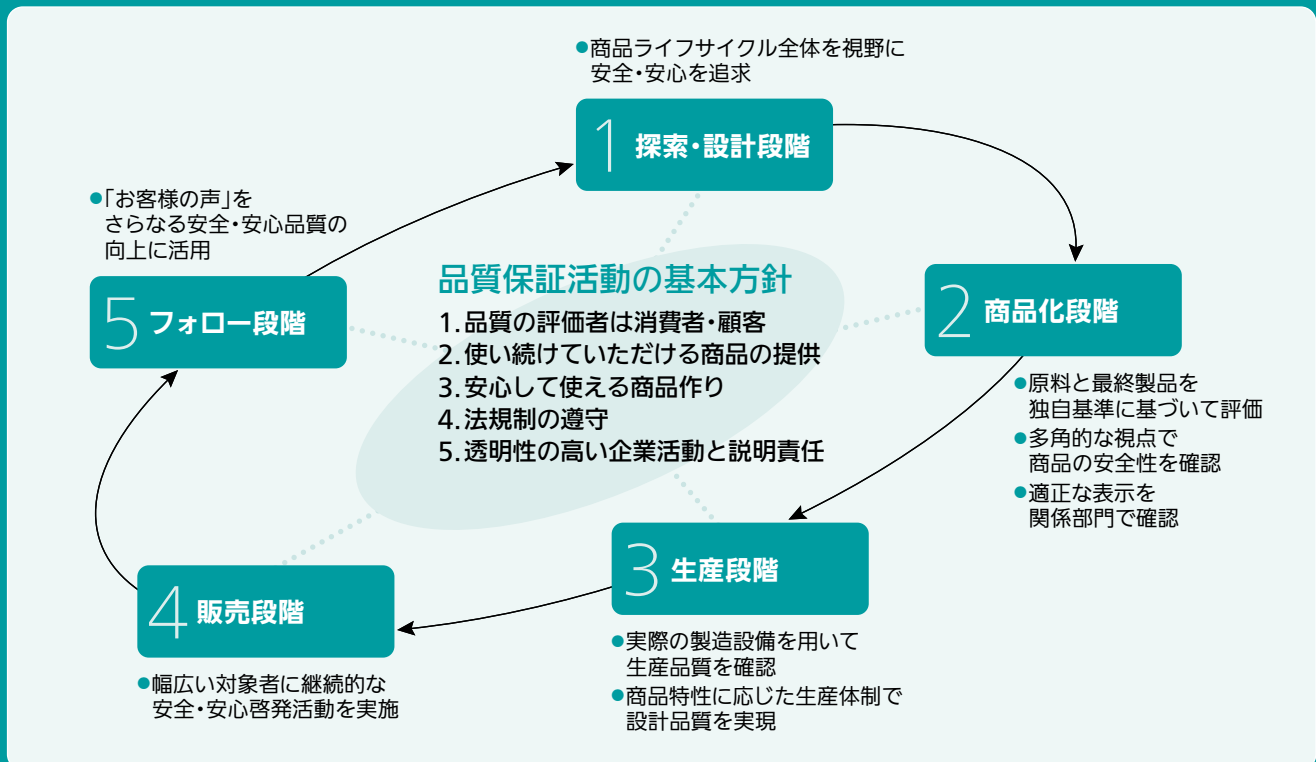 ●商品ライフサイクル全体を視野に
安全・安心を追求
1 探索・設計段階
2 商品化段階
●原料と最終製品を
独自基準に基づいて評価
●多角的な視点で
商品の安全性を確認
●適正な表示を
関係部門で確認
3 生産段階
●実際の製造設備を用いて
生産品質を確認
●商品特性に応じた生産体制で
設計品質を実現
4 販売段階
●幅広い対象者に継続的な
安全・安心啓発活動を実施
●「お客様の声」を
さらなる安全・安心品質の
向上に活用
5 フォロー段階
品質保証活動の基本方針
1.品質の評価者は消費者・顧客
2.使い続けていただける商品の提供
3.安心して使える商品作り
4.法規制の遵守
5.透明性の高い企業活動と説明責任